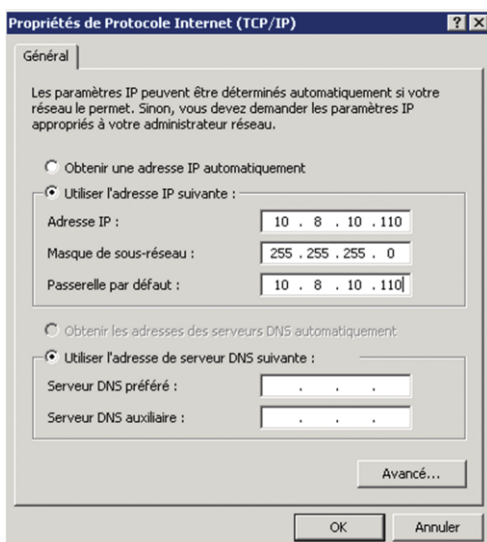 Propriétés de Protocole Internet (TCP/IP)
Général
Les paramètres IP peuvent être déterminés automatiquement si votre
réseau le permet. Sinon, vous devez demander les paramètres IP
appropriés à votre administrateur réseau.
Obtenir une adresse IP automatiquement
Utiliser l'adresse IP suivante :
Adresse IP : 10 . 8 . 10 . 110
Masque de sous-réseau : 255 . 255 . 255 . 0
Passerelle par défaut : 10 . 8 . 10 . 110
Obtenir les adresses des serveurs DNS automatiquement
Utiliser l'adresse de serveur DNS suivante :
Serveur DNS préféré : . . .
Serveur DNS auxiliaire : . . .
Avancé...
OK Annuler